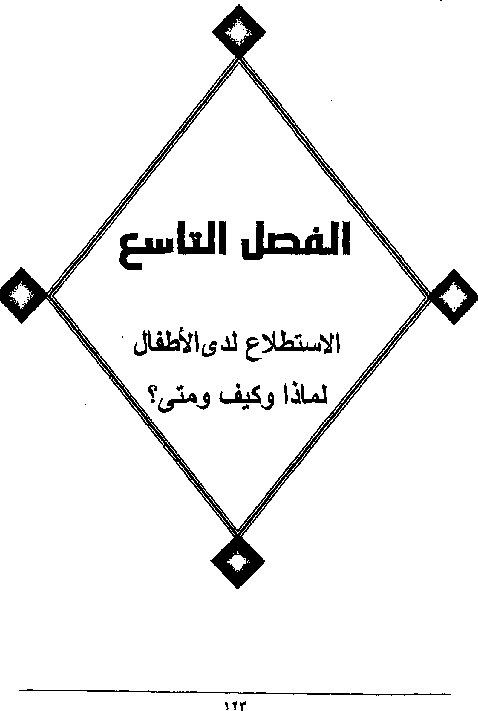 الفصل التاسع
الاستطلاع لدى الأطفال
لماذا وكيف ومتى؟
١٢٣